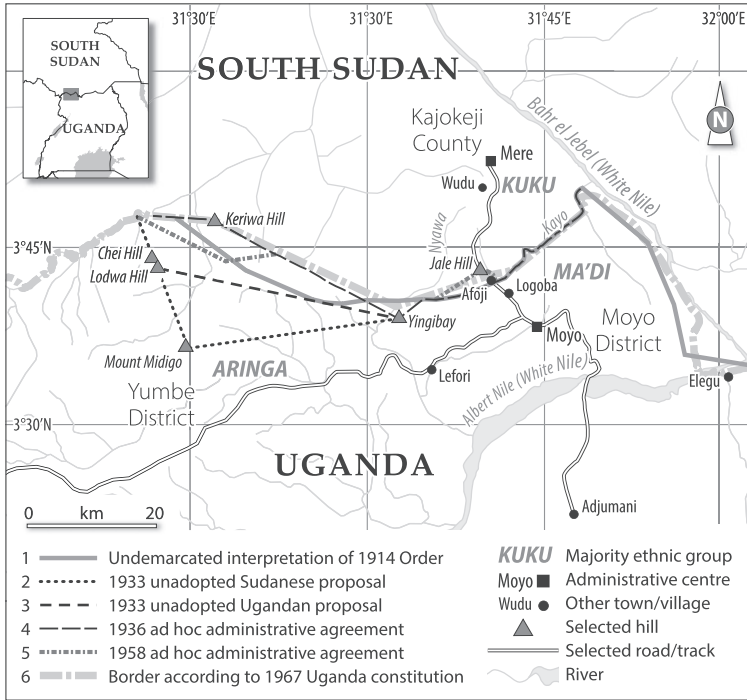 31°30'E
31°30'E
31°45'E
32°00'E
SOUTH
SUDAN
UGANDA
SOUTH SUDAN
Kajokeji
County
Mere
Wudu
KUKU
Bahr el Jebel (White Nile)
N
Keriwa Hill
Nyawa
Kayo
3°45'N
Chei Hill
Lodwa Hill
Jale Hill
MA'DI
Afoji
Logoba
Yingibay
Moyo
Moyo
District
Mount Midigo
ARINGA
Lefori
Albert Nile (White Nile)
Elegu
Yumbe
District
3°30'N
UGANDA
Adjumani
0 km 20
1 Undemarcated interpretation of 1914 Order
2 1933 unadopted Sudanese proposal
3 1933 unadopted Ugandan proposal
4 1936 ad hoc administrative agreement
5 1958 ad hoc administrative agreement
6 Border according to 1967 Uganda constitution
KUKU Majority ethnic group
Moyo Administrative centre
Wudu Other town/village
Selected hill
Selected road/track
River